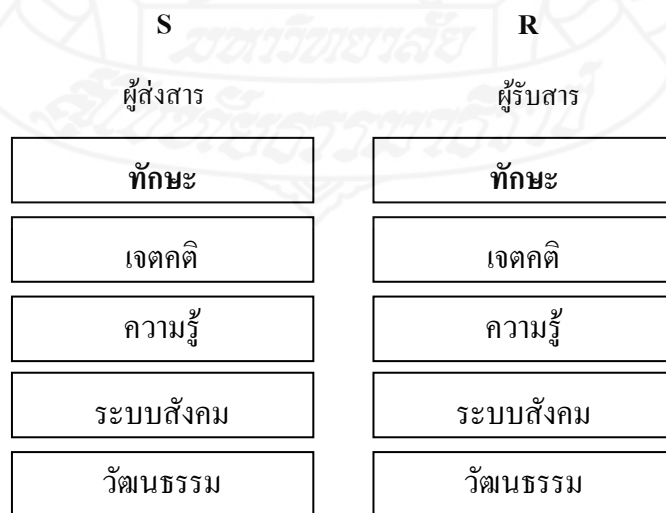 S R
ผู้ส่งสาร ผู้รับสาร
ทักษะ ทักษะ
เจตคติ เจตคติ
ความรู้ ความรู้
ระบบสังคม ระบบสังคม
วัฒนธรรม วัฒนธรรม